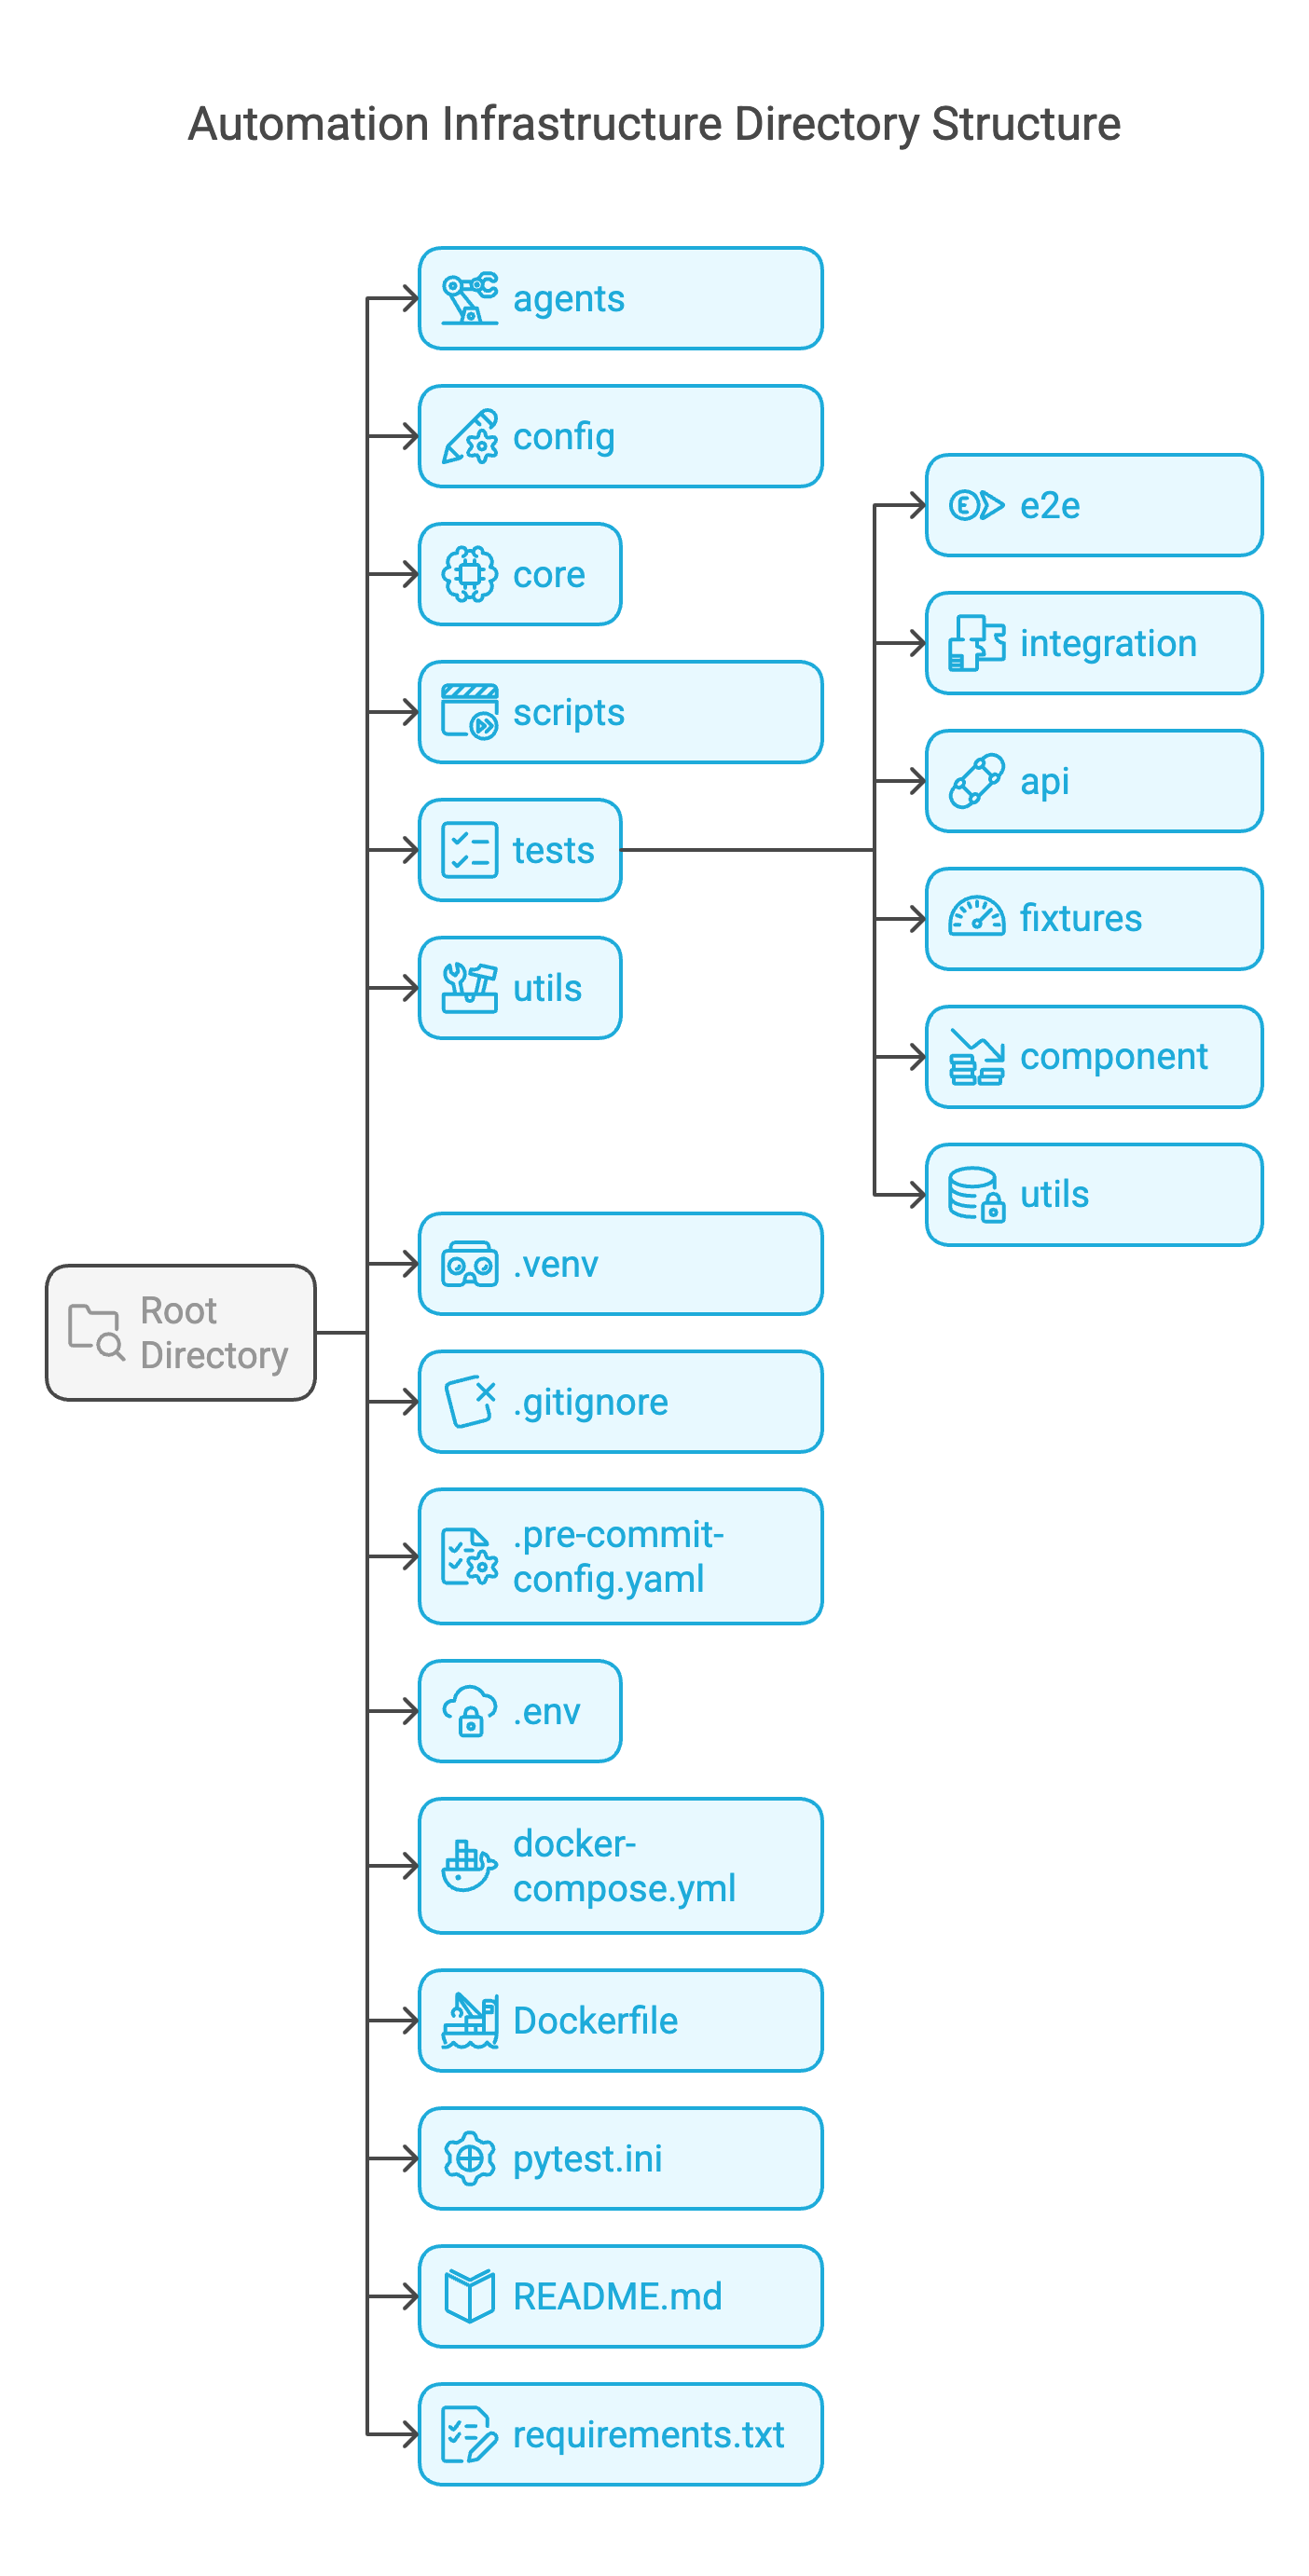 Automation Infrastructure Directory Structure
agents
config
core
scripts
tests
utils
e2e
integration
api
fixtures
component
utils
Root
Directory
.venv
.gitignore
.pre-commit-
config.yaml
.env
docker-
compose.yml
Dockerfile
pytest.ini
README.md
requirements.txt